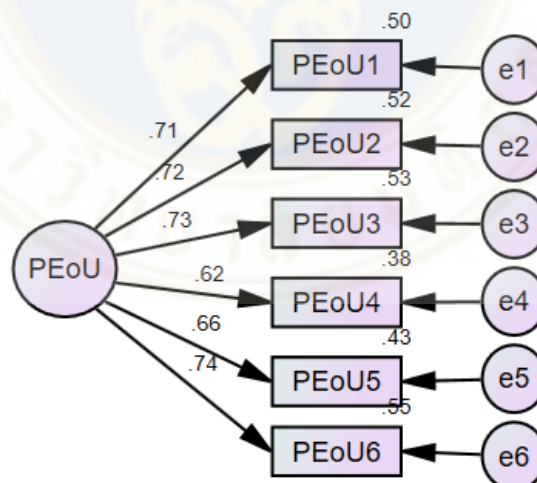 .50
PEoU1
e1
.71
.52
PEoU2
e2
.72
.53
PEoU3
e3
.73
.38
PEoU
PEoU4
e4
.62
.43
.66
PEoU5
e5
.74
.55
PEoU6
e6